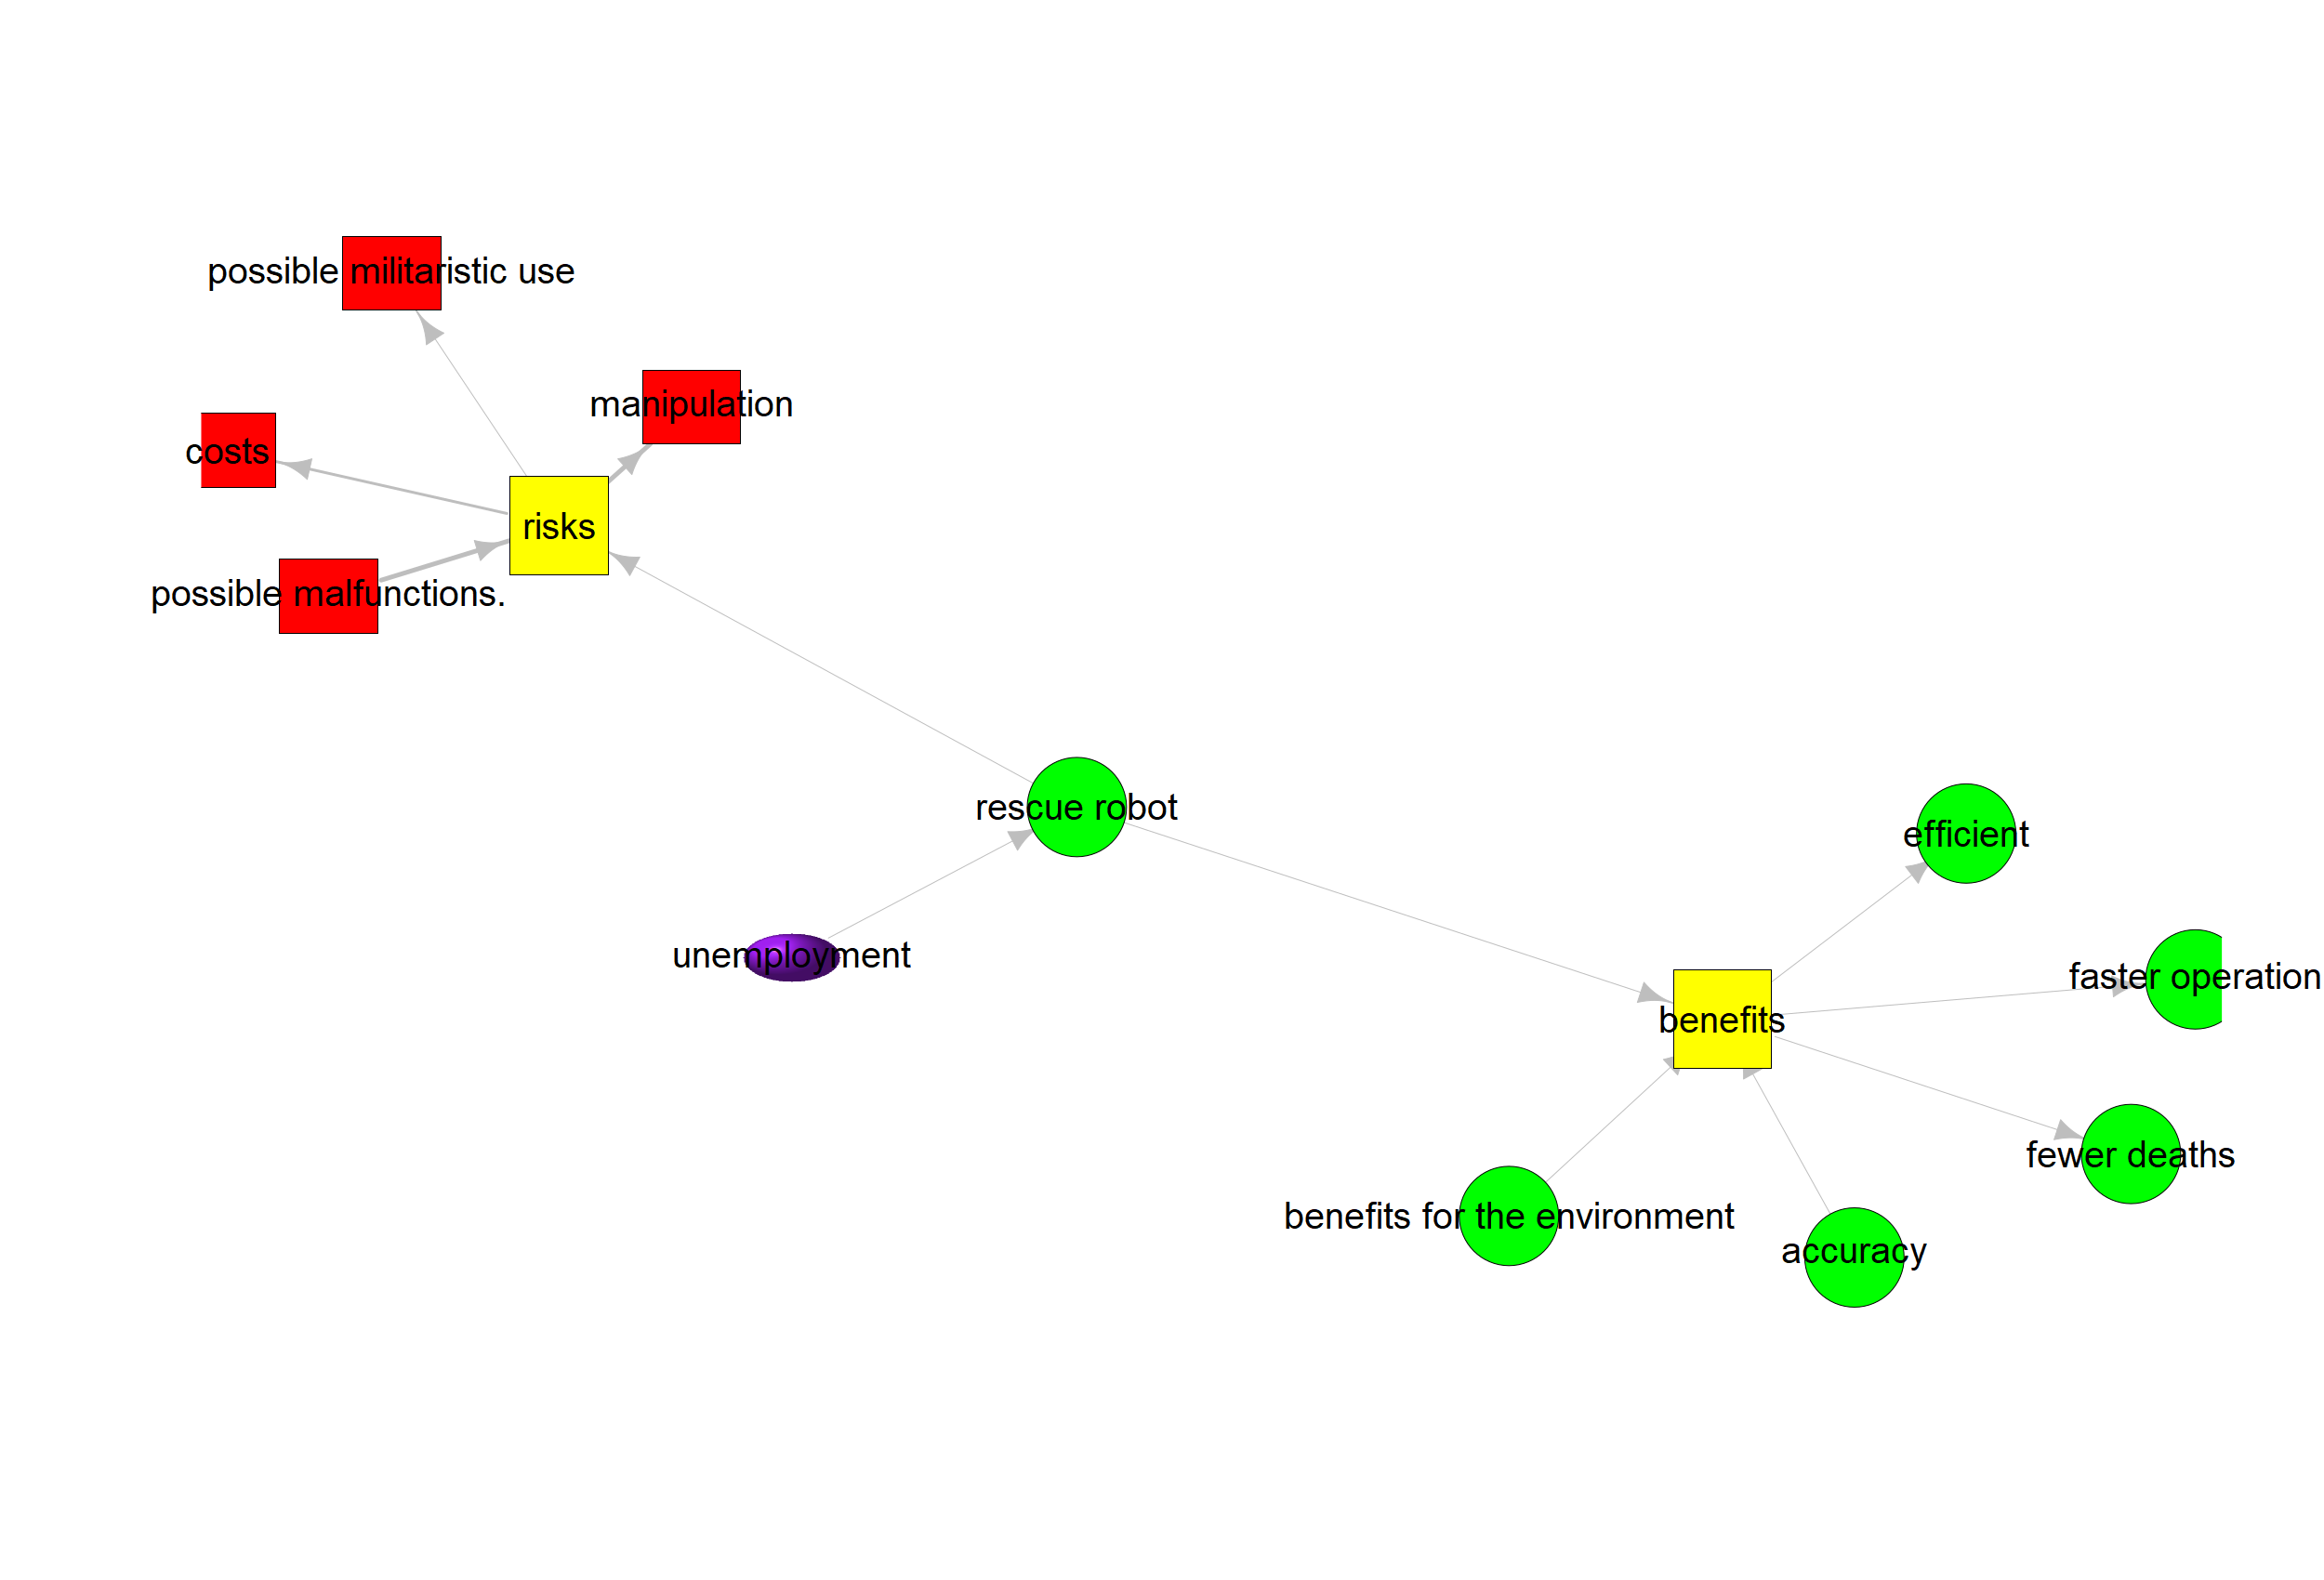 possible militaristic use
manipulation
costs
risks
possible malfunctions.
rescue robot
efficient
unemployment
faster operation
benefits
fewer deaths
benefits for the environment
accuracy